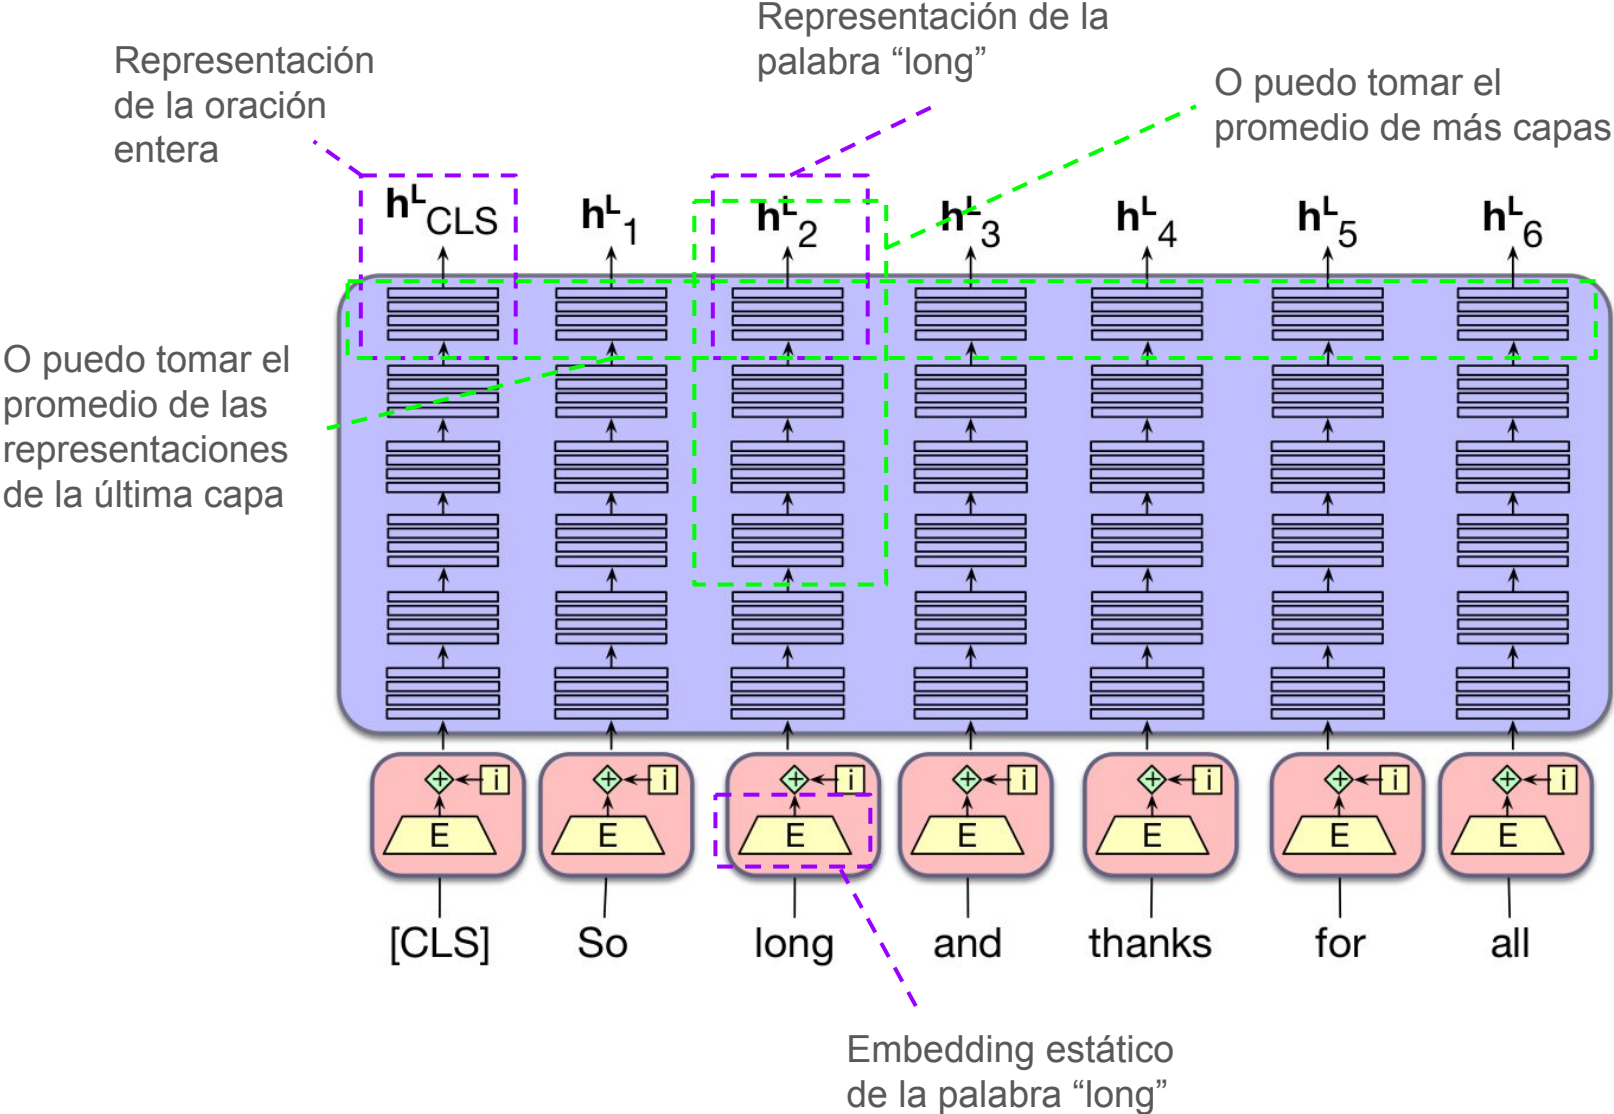 Representación de la
palabra “long”
Representación
de la oración
entera
O puedo tomar el
promedio de más capas
hᴸCLS
hᴸ1
hᴸ2
hᴸ3
hᴸ4
hᴸ5
hᴸ6
O puedo tomar el
promedio de las
representaciones
de la última capa
+ i + i + i + i + i + i + i
E E E E E E E
[CLS] So long and thanks for all
Embedding estático
de la palabra “long”